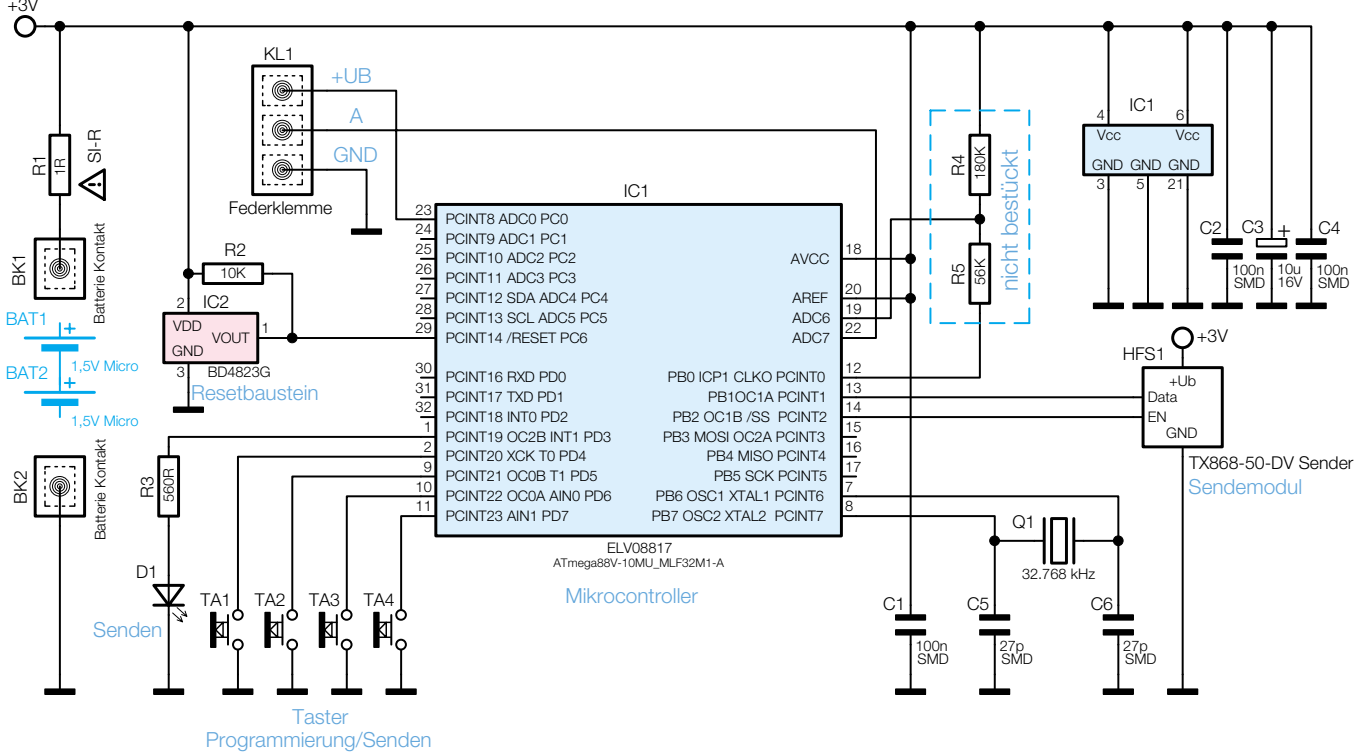 +3V
KL1
+UB
A
GND
Federklemme
R1
1R
SI-R
BK1
Batterie Kontakt
BAT1
+
1,5V Micro
BAT2
+
1,5V Micro
BK2
Batterie Kontakt
R2
10K
IC2
2
VDD
VOUT
1
GND
3
BD4823G
Resetbaustein
R3
560R
D1
Senden
TA1
TA2
TA3
TA4
Taster
Programmierung/Senden
IC1
23 PCINT8 ADC0 PC0
24 PCINT9 ADC1 PC1
25 PCINT10 ADC2 PC2
26 PCINT11 ADC3 PC3
27 PCINT12 SDA ADC4 PC4
28 PCINT13 SCL ADC5 PC5
29 PCINT14 /RESET PC6
30 PCINT16 RXD PD0
31 PCINT17 TXD PD1
32 PCINT18 INT0 PD2
1 PCINT19 OC2B INT1 PD3
2 PCINT20 XCK T0 PD4
9 PCINT21 OC0B T1 PD5
10 PCINT22 OC0A AIN0 PD6
11 PCINT23 AIN1 PD7
AVCC 18
AREF 20
ADC6 19
ADC7 22
PB0 ICP1 CLKO PCINT0 12
PB1OC1A PCINT1 13
PB2 OC1B /SS PCINT2 14
PB3 MOSI OC2A PCINT3 15
PB4 MISO PCINT4 16
PB5 SCK PCINT5 17
PB6 OSC1 XTAL1 PCINT6 7
PB7 OSC2 XTAL2 PCINT7 8
ELV08817
ATmega88V-10MU_MLF32M1-A
Mikrocontroller
R4
180K
R5
56K
nicht bestückt
IC1
4
6
Vcc
Vcc
GND GND GND
3
5
21
C2
100n
SMD
C3
+
10u
16V
C4
100n
SMD
+3V
HFS1
+Ub
Data
EN
GND
TX868-50-DV Sender
Sendemodul
Q1
32.768 kHz
C1
100n
SMD
C5
27p
SMD
C6
27p
SMD